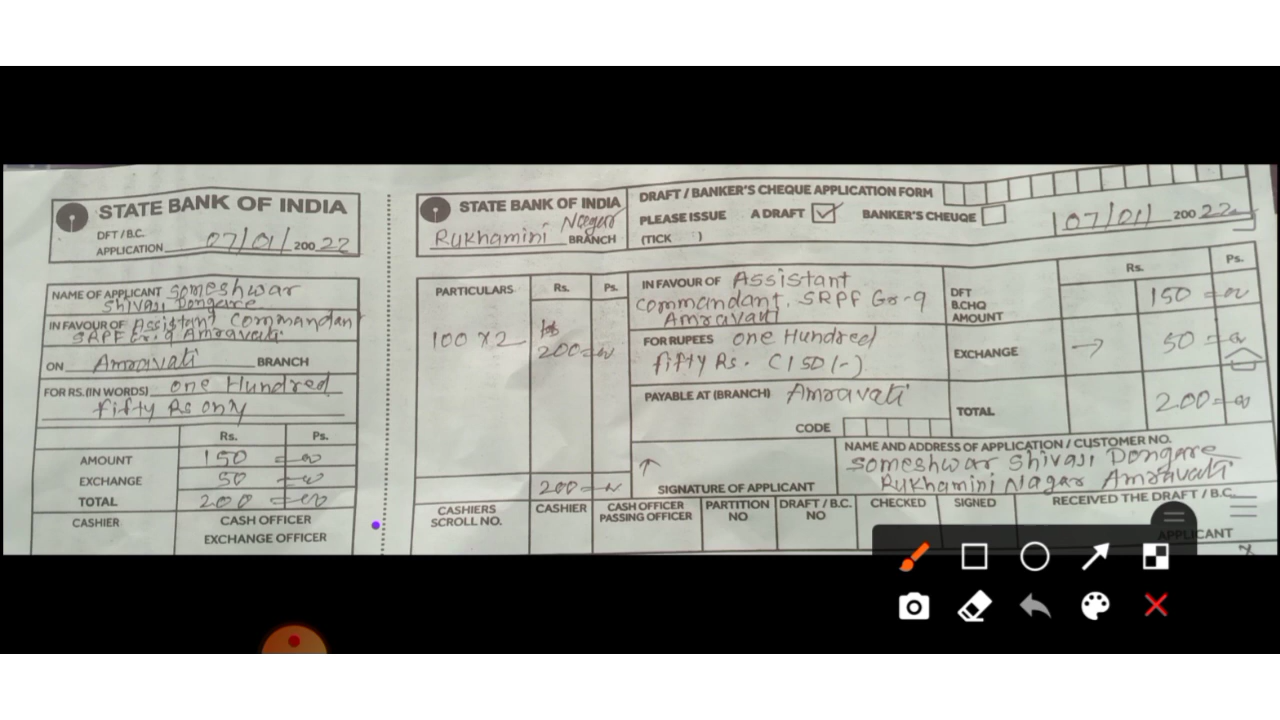 STATE BANK OF INDIA
DFT / B.C.
APPLICATION 07/01/ 200 22
NAME OF APPLICANT Someshwar
Shivaji Dongare
IN FAVOUR OF Assistant Commandan
SRPF Gr.9 Amravati
ON Amravati BRANCH
FOR RS. (IN WORDS) one Hundred
fifty Rs only
Rs. Ps.
AMOUNT 150 =00
EXCHANGE 50 =00
TOTAL 200 =00
CASHIER CASH OFFICER
EXCHANGE OFFICER
STATE BANK OF INDIA
Rukhamini Nagar BRANCH
DRAFT / BANKER'S CHEQUE APPLICATION FORM
PLEASE ISSUE A DRAFT ✓ BANKER'S CHEUQE
(TICK )
07/01/ 200 22
PARTICULARS Rs. Ps.
100 x 2 200=00
200=00
IN FAVOUR OF Assistant
commandant, SRPF Gr-9
Amravati
FOR RUPEES one Hundred
fifty Rs. (150/-)
PAYABLE AT (BRANCH) Amravati
CODE
Rs. Ps.
DFT
B.CHQ
AMOUNT 150 =00
EXCHANGE → 50 =00
TOTAL 200=00
SIGNATURE OF APPLICANT
NAME AND ADDRESS OF APPLICATION / CUSTOMER NO.
Someshwar Shivaji Dongare
Rukhamini Nagar Amravati
CASHIERS
SCROLL NO.
CASHIER
CASH OFFICER
PASSING OFFICER
PARTITION
NO
DRAFT / B.C.
NO
CHECKED
SIGNED
RECEIVED THE DRAFT / B.C.
APPLICANT